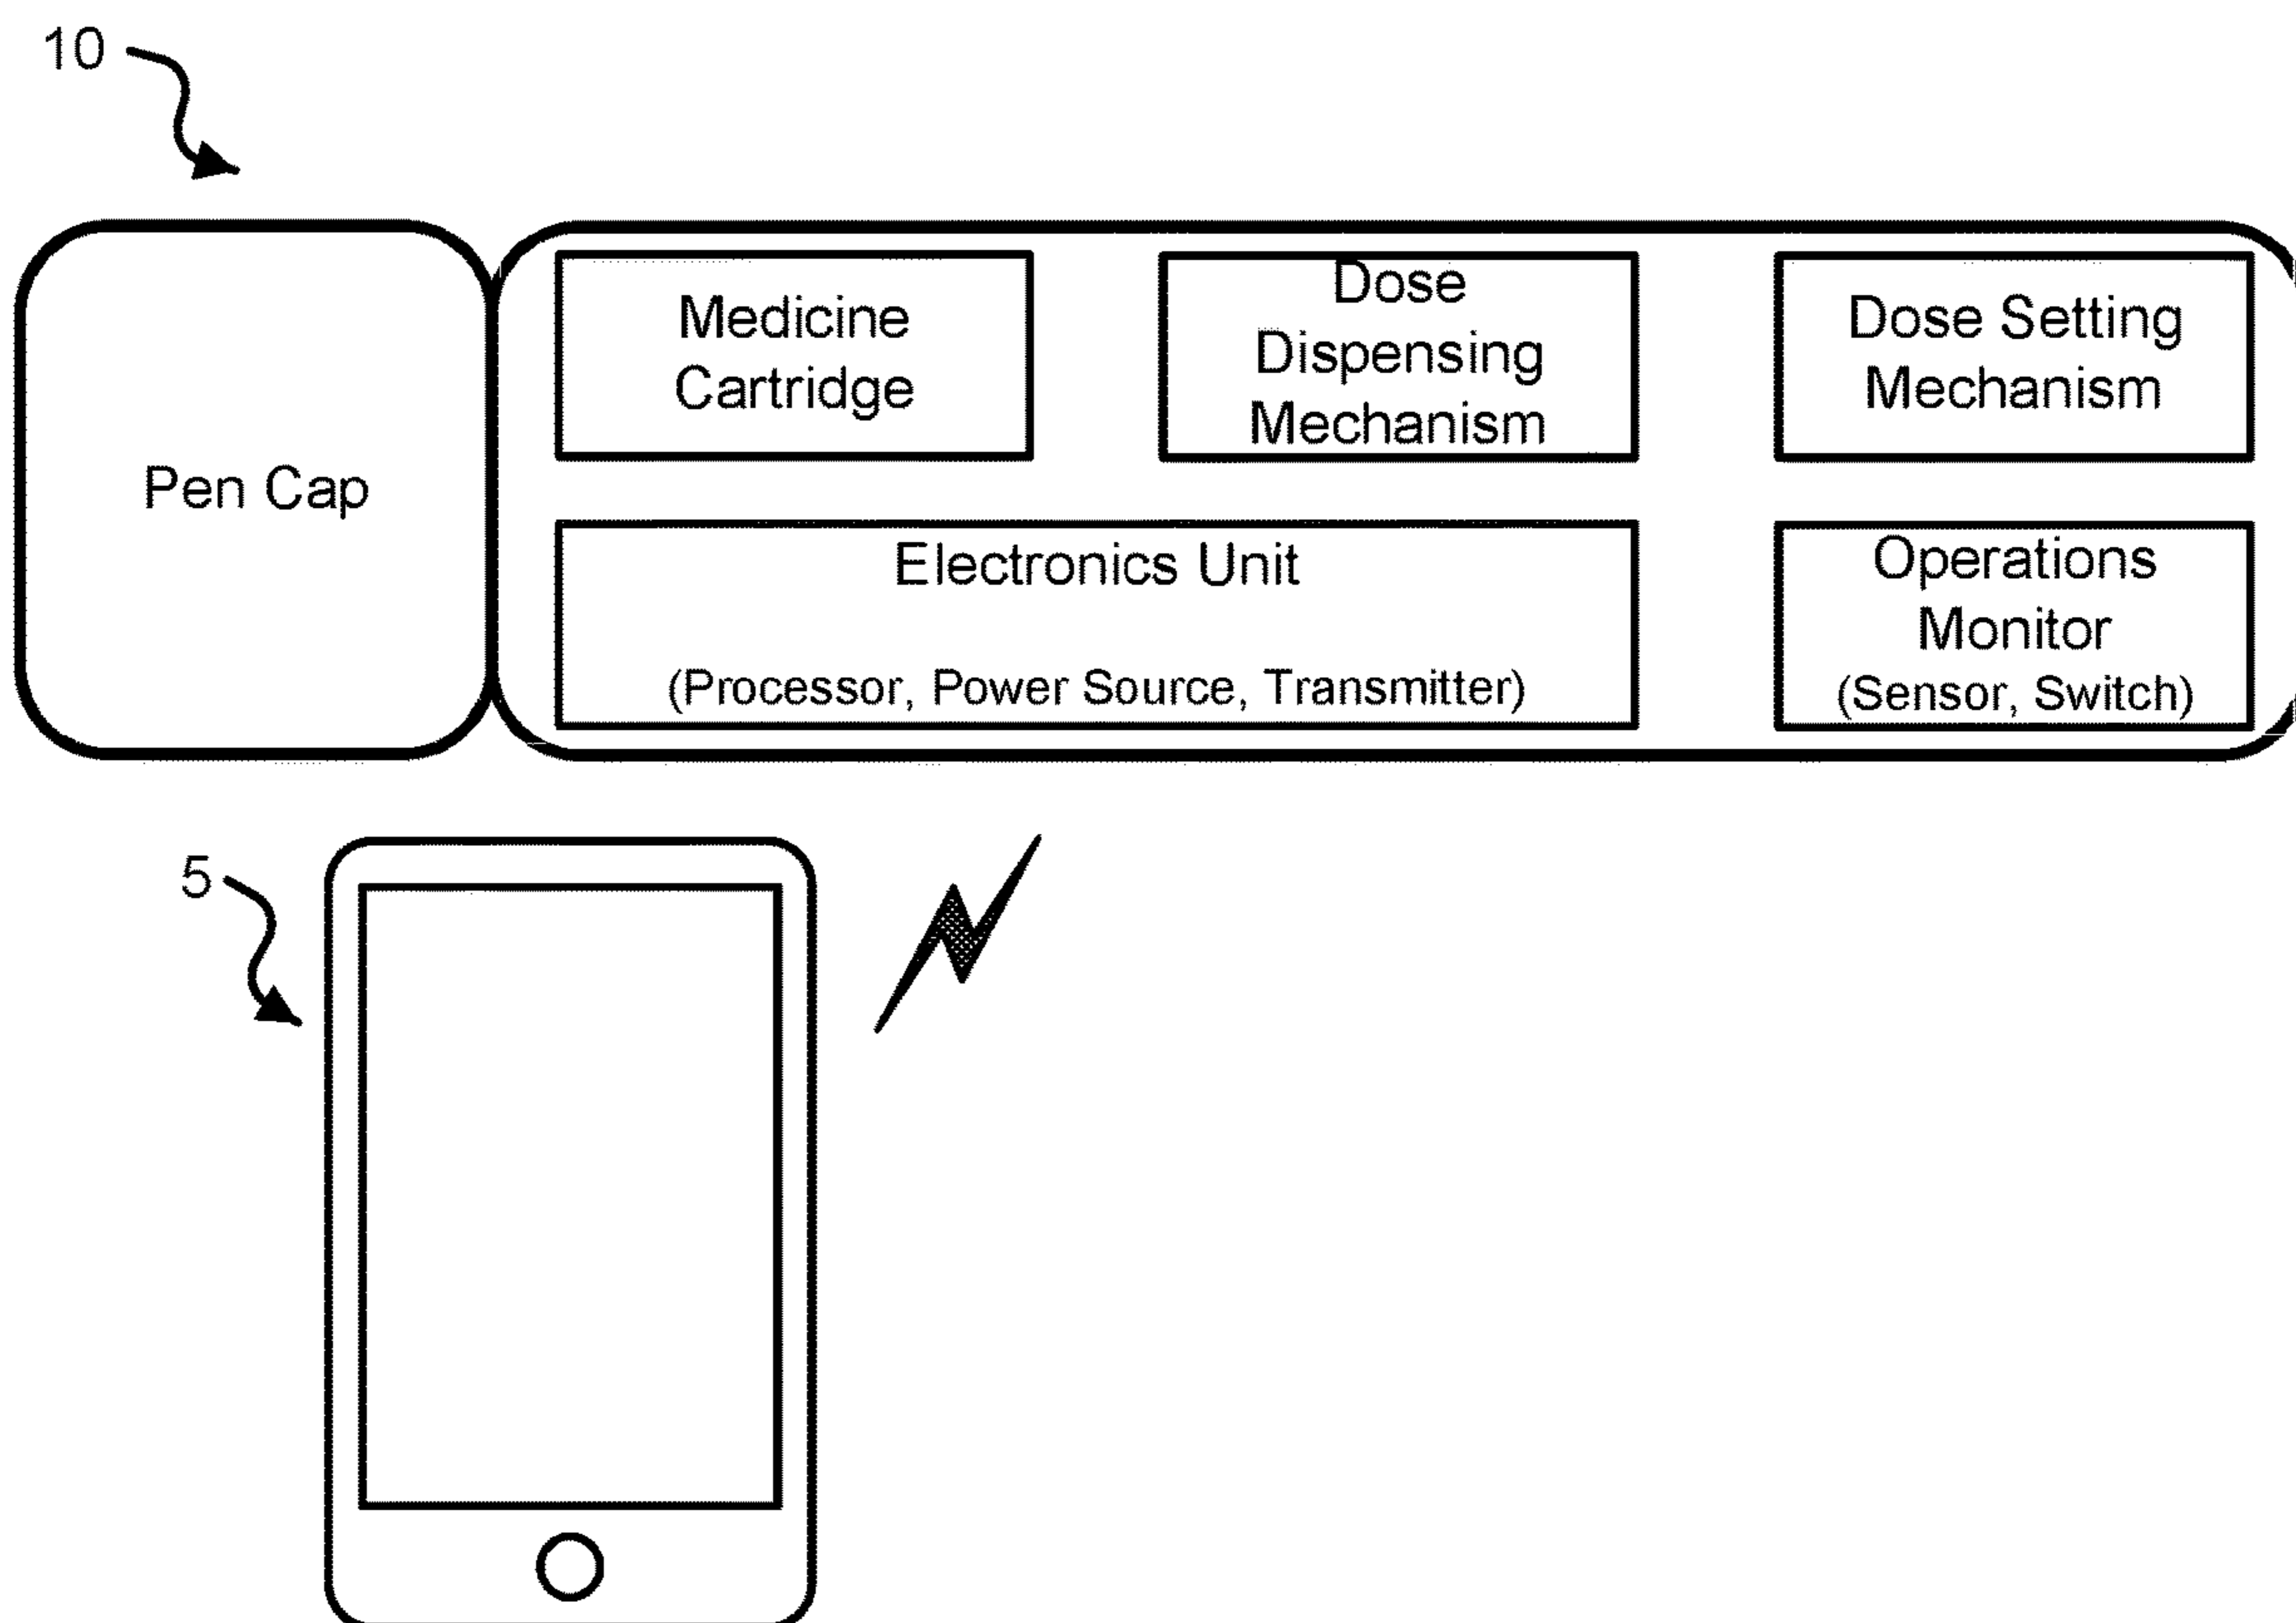 10
Medicine
Cartridge
Dose
Dispensing
Mechanism
Dose Setting
Mechanism
Pen Cap
Electronics Unit
(Processor, Power Source, Transmitter)
Operations
Monitor
(Sensor, Switch)
5